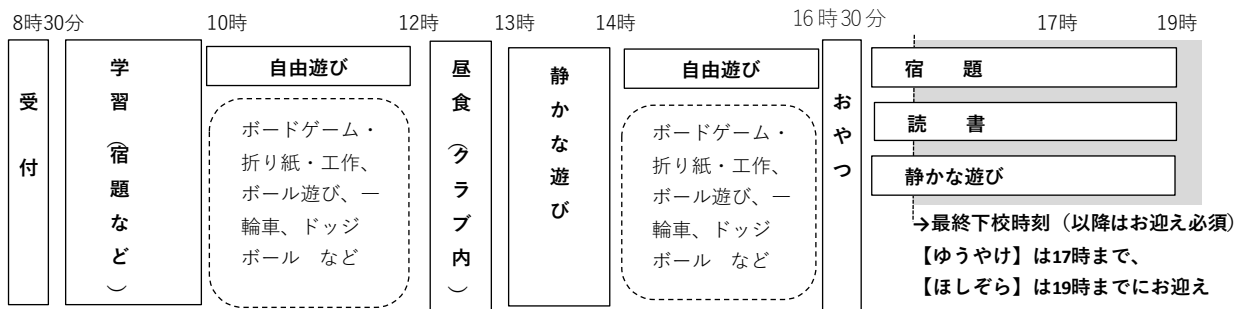 8時30分 10時 12時 13時 14時 16時30分 17時 19時
受付
学習（宿題など）
自由遊び
ボードゲーム・
折り紙・工作、
ボール遊び、一
輪車、ドッジ
ボール　など
昼食（クラブ内）
静かな遊び
自由遊び
ボードゲーム・
折り紙・工作、
ボール遊び、一
輪車、ドッジ
ボール　など
おやつ
宿　題
読　書
静かな遊び
→最終下校時刻（以降はお迎え必須）
【ゆうやけ】は17時まで、
【ほしぞら】は19時までにお迎え